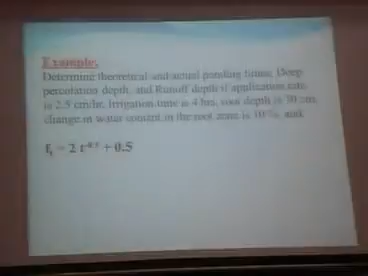 Example:
Determine theoretical and actual ponding time, Deep
percolation depth, and Runoff depth if application rate
is 2.5 cm/hr, Irrigation time is 4 hrs, root depth is 70 cm,
change in water content in the root zone is 10%, and
= 2 t + 0.5